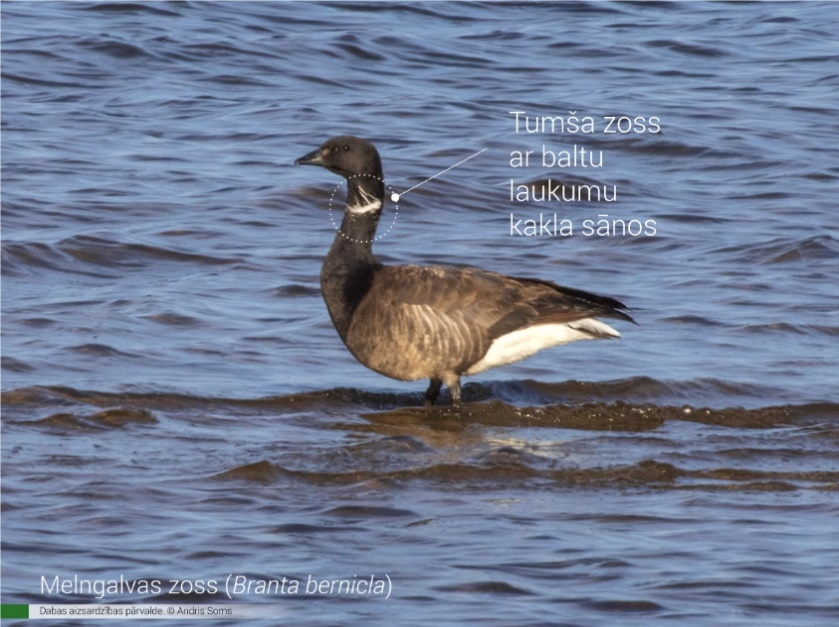 Tumša zoss
ar baltu
laukumu
kakla sānos
Melngalvas zoss (Branta bernicla)
Dabas aizsardzības pārvalde. © Andris Soms